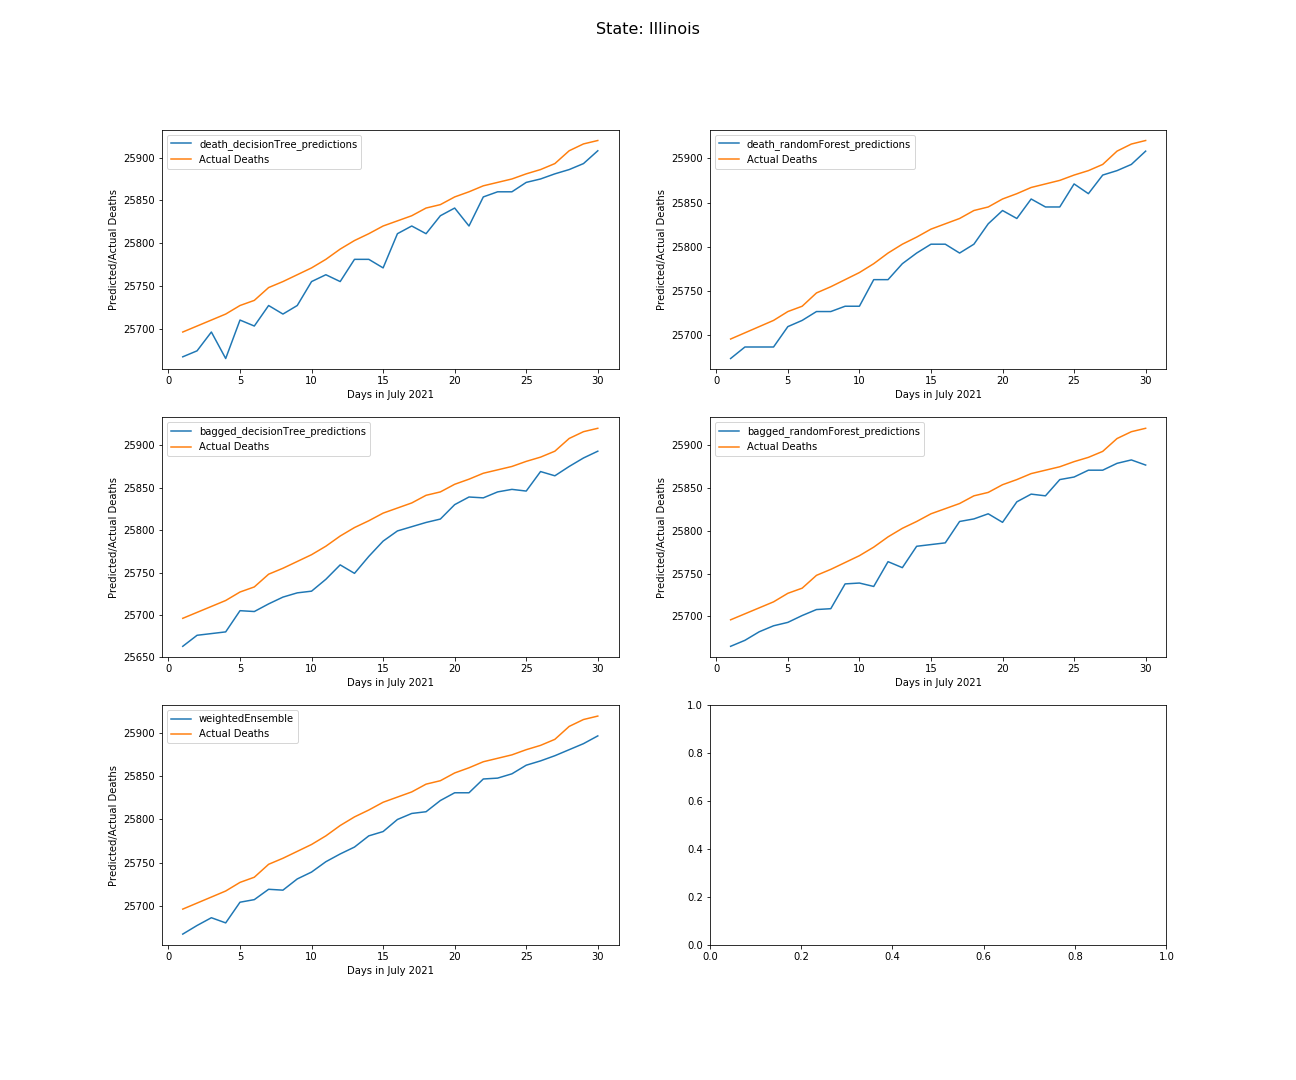 State: Illinois
death_decisionTree_predictions
Actual Deaths
25900
25850
25800
25750
25700
Predicted/Actual Deaths
0 5 10 15 20 25 30
Days in July 2021
death_randomForest_predictions
Actual Deaths
25900
25850
25800
25750
25700
Predicted/Actual Deaths
0 5 10 15 20 25 30
Days in July 2021
bagged_decisionTree_predictions
Actual Deaths
25900
25850
25800
25750
25700
25650
Predicted/Actual Deaths
0 5 10 15 20 25 30
Days in July 2021
bagged_randomForest_predictions
Actual Deaths
25900
25850
25800
25750
25700
Predicted/Actual Deaths
0 5 10 15 20 25 30
Days in July 2021
weightedEnsemble
Actual Deaths
25900
25850
25800
25750
25700
Predicted/Actual Deaths
0 5 10 15 20 25 30
Days in July 2021
1.0
0.8
0.6
0.4
0.2
0.0
0.0 0.2 0.4 0.6 0.8 1.0